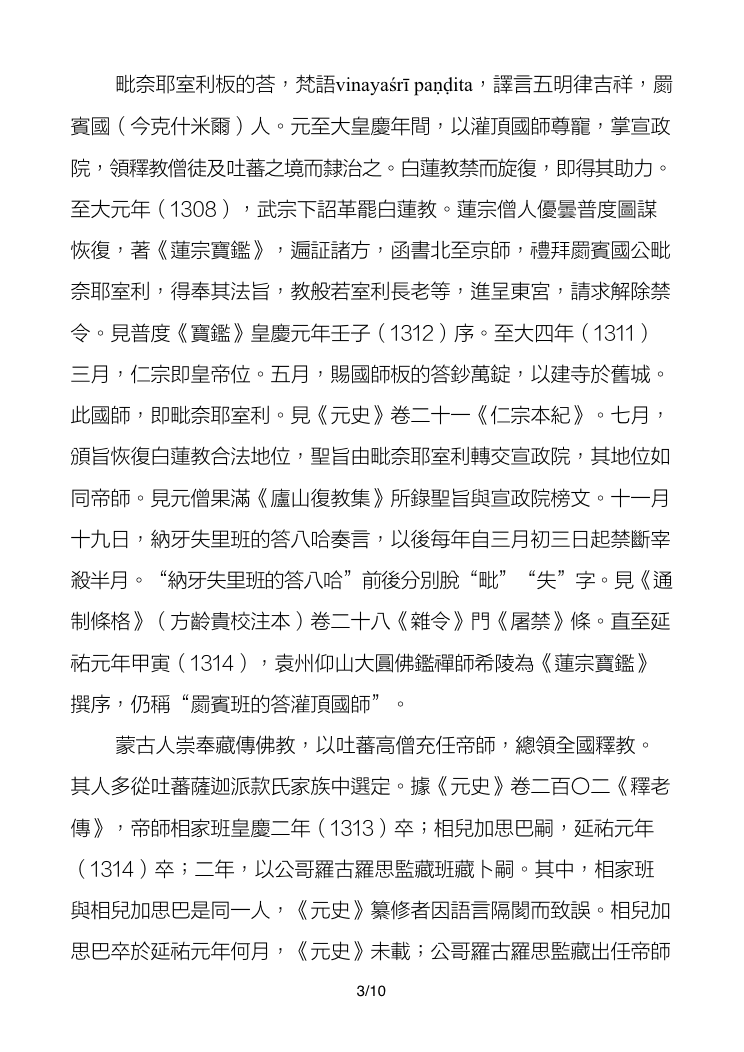 毗奈耶室利板的荅，梵語vinayaśrī paṇḍita，譯言五明律吉祥，罽
賓國（今克什米爾）人。元至大皇慶年間，以灌頂國師尊寵，掌宣政
院，領釋教僧徒及吐蕃之境而隸治之。白蓮教禁而旋復，即得其助力。
至大元年（1308），武宗下詔革罷白蓮教。蓮宗僧人優曇普度圖謀
恢復，著《蓮宗寶鑑》，遍証諸方，函書北至京師，禮拜罽賓國公毗
奈耶室利，得奉其法旨，教般若室利長老等，進呈東宮，請求解除禁
令。見普度《寶鑑》皇慶元年壬子（1312）序。至大四年（1311）
三月，仁宗即皇帝位。五月，賜國師板的答鈔萬錠，以建寺於舊城。
此國師，即毗奈耶室利。見《元史》卷二十一《仁宗本紀》。七月，
頒旨恢復白蓮教合法地位，聖旨由毗奈耶室利轉交宣政院，其地位如
同帝師。見元僧果滿《廬山復教集》所錄聖旨與宣政院榜文。十一月
十九日，納牙失里班的答八哈奏言，以後每年自三月初三日起禁斷宰
殺半月。“納牙失里班的答八哈”前後分別脫“毗”“失”字。見《通
制條格》（方齡貴校注本）卷二十八《雜令》門《屠禁》條。直至延
祐元年甲寅（1314），袁州仰山大圓佛鑑禪師希陵為《蓮宗寶鑑》
撰序，仍稱“罽賓班的答灌頂國師”。
蒙古人崇奉藏傳佛教，以吐蕃高僧充任帝師，總領全國釋教。
其人多從吐蕃薩迦派款氏家族中選定。據《元史》卷二百〇二《釋老
傳》，帝師相家班皇慶二年（1313）卒；相兒加思巴嗣，延祐元年
（1314）卒；二年，以公哥羅古羅思監藏班藏卜嗣。其中，相家班
與相兒加思巴是同一人，《元史》纂修者因語言隔閡而致誤。相兒加
思巴卒於延祐元年何月，《元史》未載；公哥羅古羅思監藏出任帝師
3/10